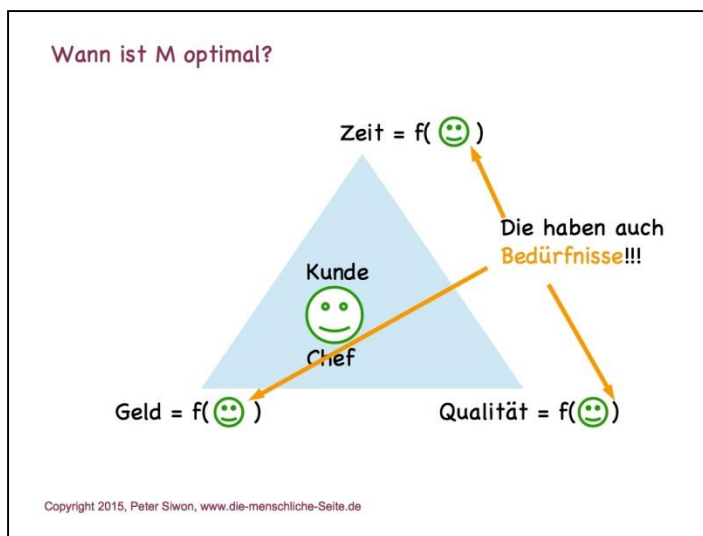 Wann ist M optimal?
Zeit = f( )
Die haben auch
Bedürfnisse!!!
Kunde
Chef
Geld = f( )
Qualität = f( )
Copyright 2015, Peter Siwon, www.die-menschliche-Seite.de